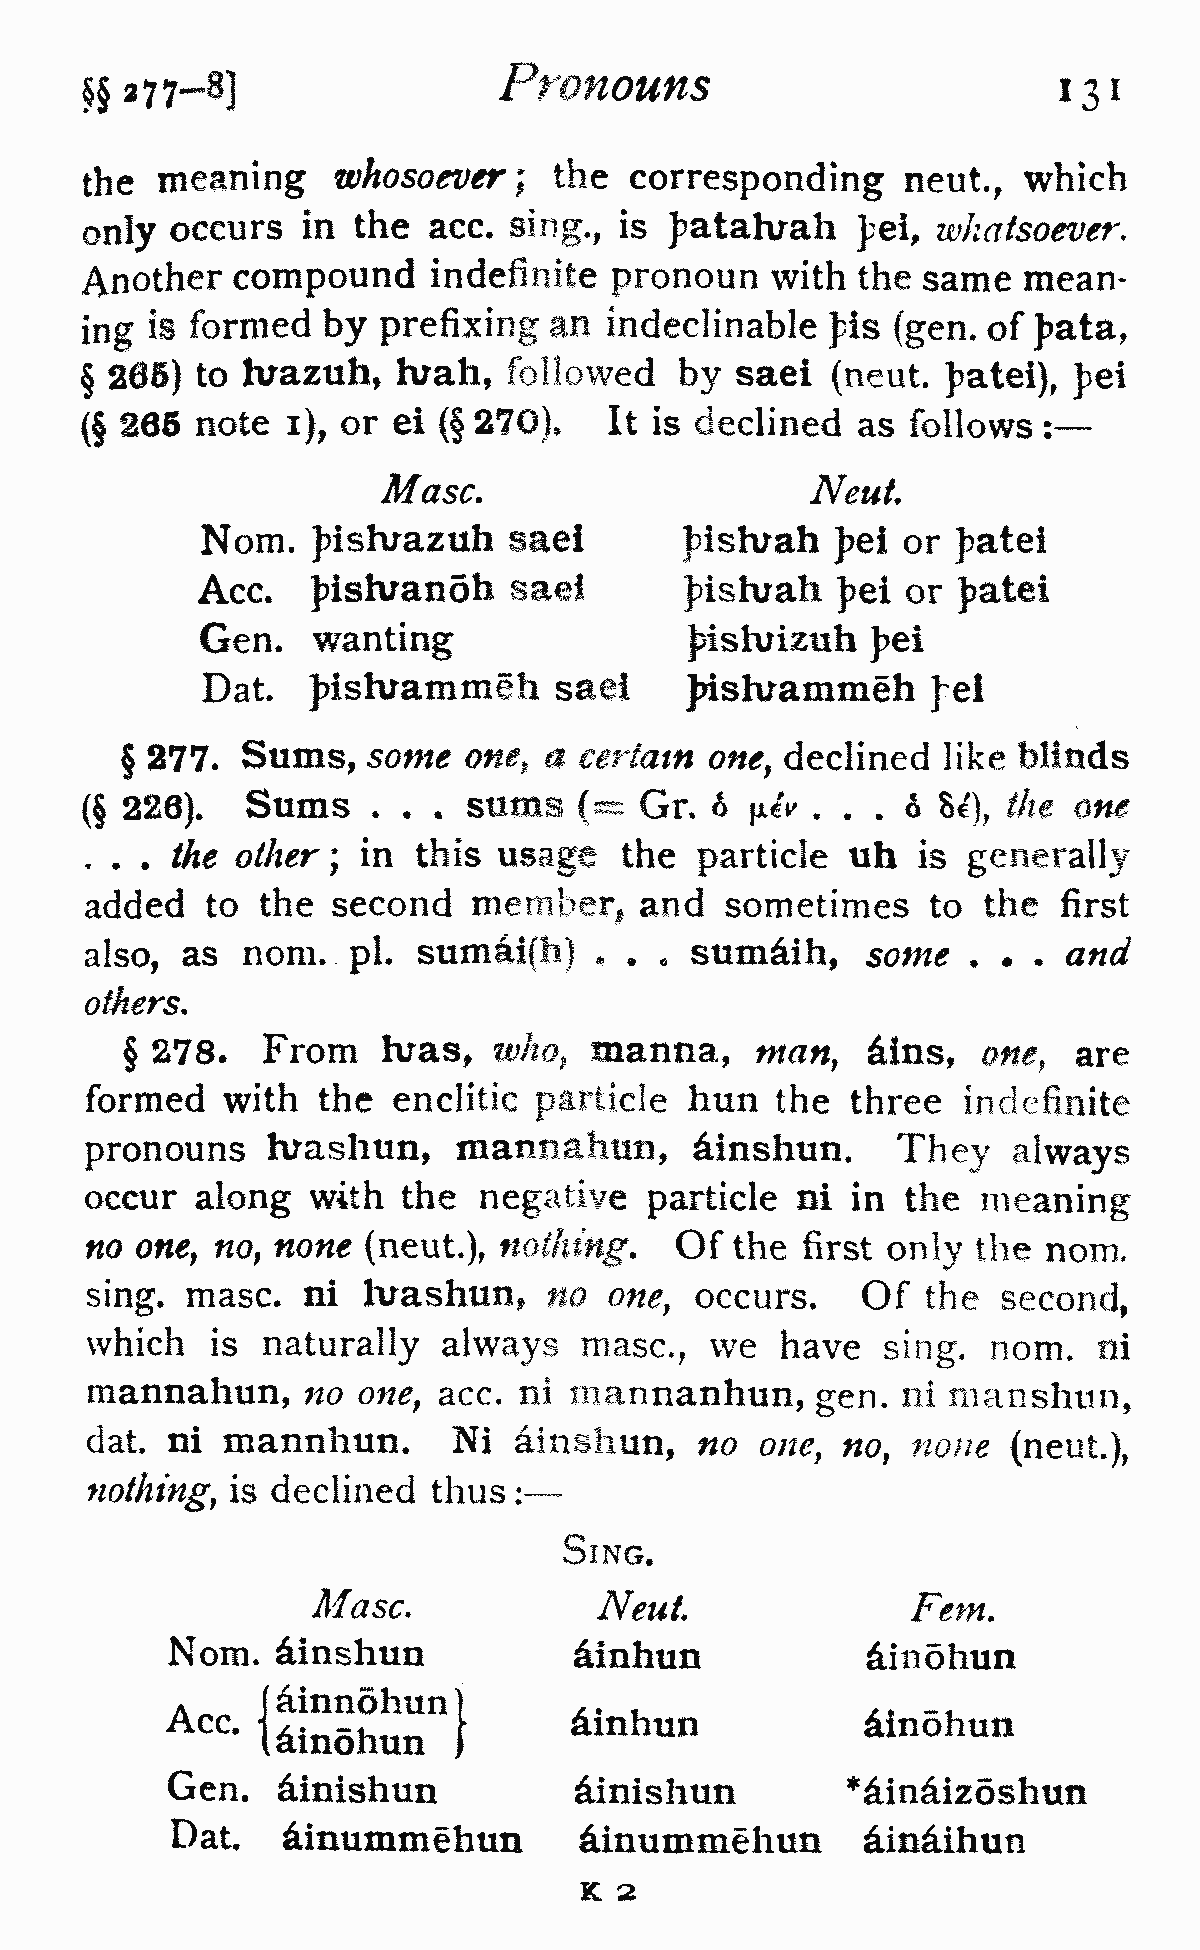 §§ 277–8] Pronouns 131
the meaning whosoever; the corresponding neut., which
only occurs in the acc. sing., is þataƕah þei, whatsoever.
Another compound indefinite pronoun with the same mean-
ing is formed by prefixing an indeclinable þis (gen. of þata,
§ 265) to ƕazuh, ƕah, followed by saei (neut. þatei), þei
(§ 265 note 1), or ei (§ 270). It is declined as follows:—
Masc. Neut.
Nom. þisƕazuh saei þisƕah þei or þatei
Acc. þisƕanōh saei þisƕah þei or þatei
Gen. wanting þisƕizuh þei
Dat. þisƕammēh saei þisƕammēh þei
§ 277. Sums, some one, a certain one, declined like blinds
(§ 226). Sums . . . sums (= Gr. ὁ μέν . . . ὁ δέ), the one
. . . the other; in this usage the particle uh is generally
added to the second member, and sometimes to the first
also, as nom. pl. sumái(h) . . . sumáih, some . . . and
others.
§ 278. From ƕas, who, manna, man, áins, one, are
formed with the enclitic particle hun the three indefinite
pronouns ƕashun, mannahun, áinshun. They always
occur along with the negative particle ni in the meaning
no one, no, none (neut.), nothing. Of the first only the nom.
sing. masc. ni ƕashun, no one, occurs. Of the second,
which is naturally always masc., we have sing. nom. ni
mannahun, no one, acc. ni mannanhun, gen. ni manshun,
dat. ni mannhun. Ni áinshun, no one, no, none (neut.),
nothing, is declined thus:—
SING.
Masc. Neut. Fem.
Nom. áinshun áinhun áinōhun
Acc. {áinnōhun / áinōhun} áinhun áinōhun
Gen. áinishun áinishun *áináizōshun
Dat. áinummēhun áinummēhun áináihun
K 2